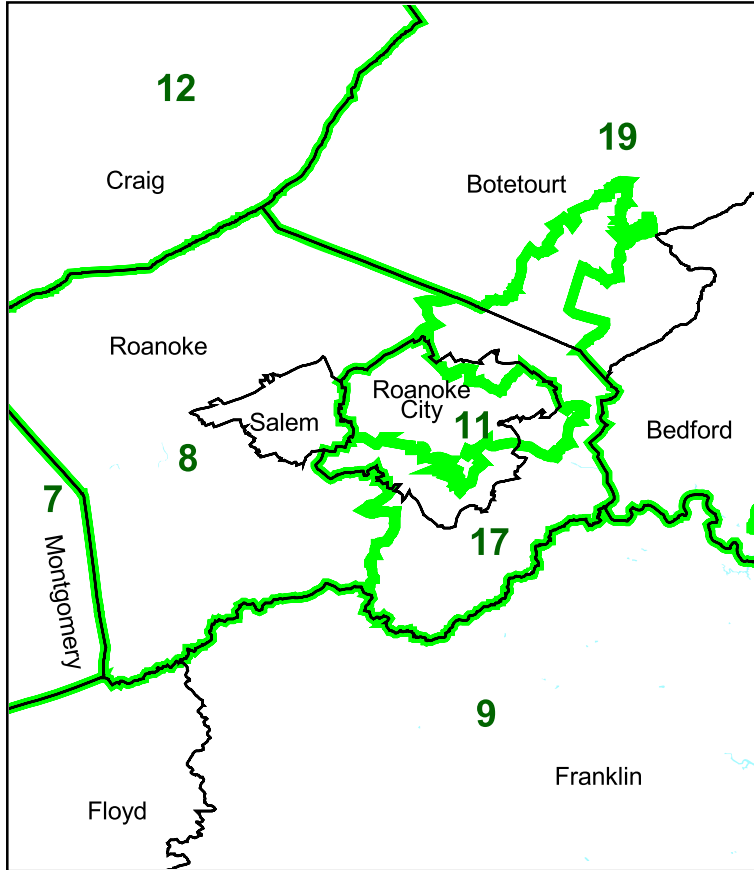 12
19
Craig
Botetourt
Roanoke
Roanoke
City
Salem
11
Bedford
8
7
17
Montgomery
9
Franklin
Floyd